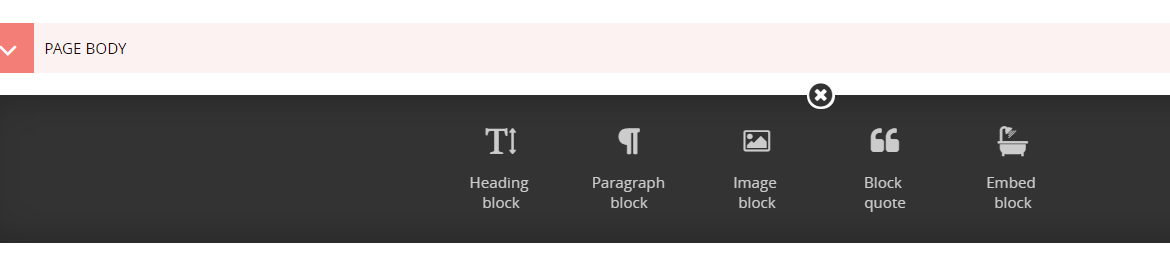 PAGE BODY
Heading block
Paragraph block
Image block
Block quote
Embed block